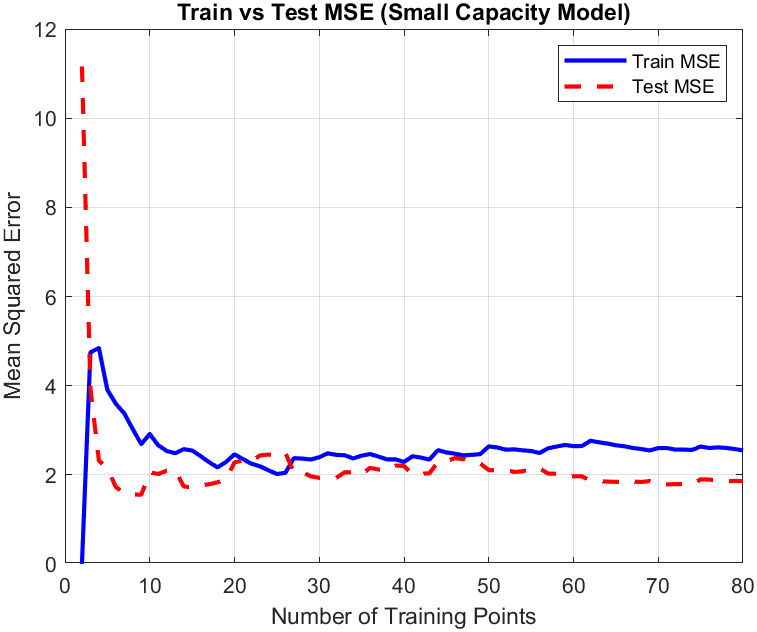 Train vs Test MSE (Small Capacity Model)
Train MSE
Test MSE
Mean Squared Error
12
10
8
6
4
2
0
0 10 20 30 40 50 60 70 80
Number of Training Points